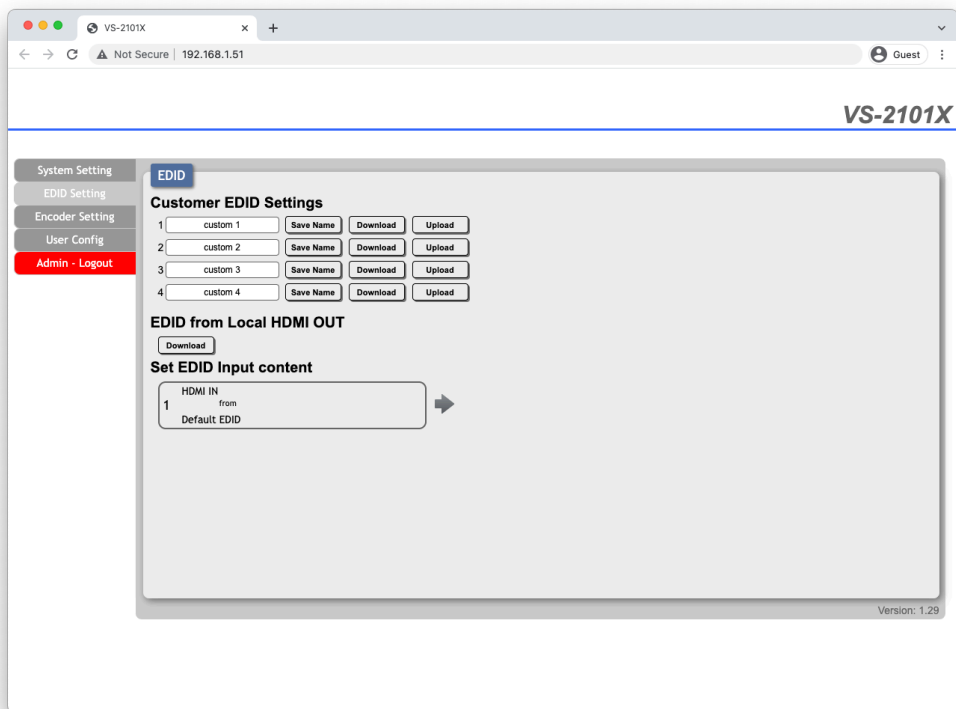 VS-2101X
Not Secure | 192.168.1.51
Guest
VS-2101X
System Setting
EDID Setting
Encoder Setting
User Config
Admin - Logout
EDID
Customer EDID Settings
1 custom 1 Save Name Download Upload
2 custom 2 Save Name Download Upload
3 custom 3 Save Name Download Upload
4 custom 4 Save Name Download Upload
EDID from Local HDMI OUT
Download
Set EDID Input content
HDMI IN
1 from
Default EDID
Version: 1.29